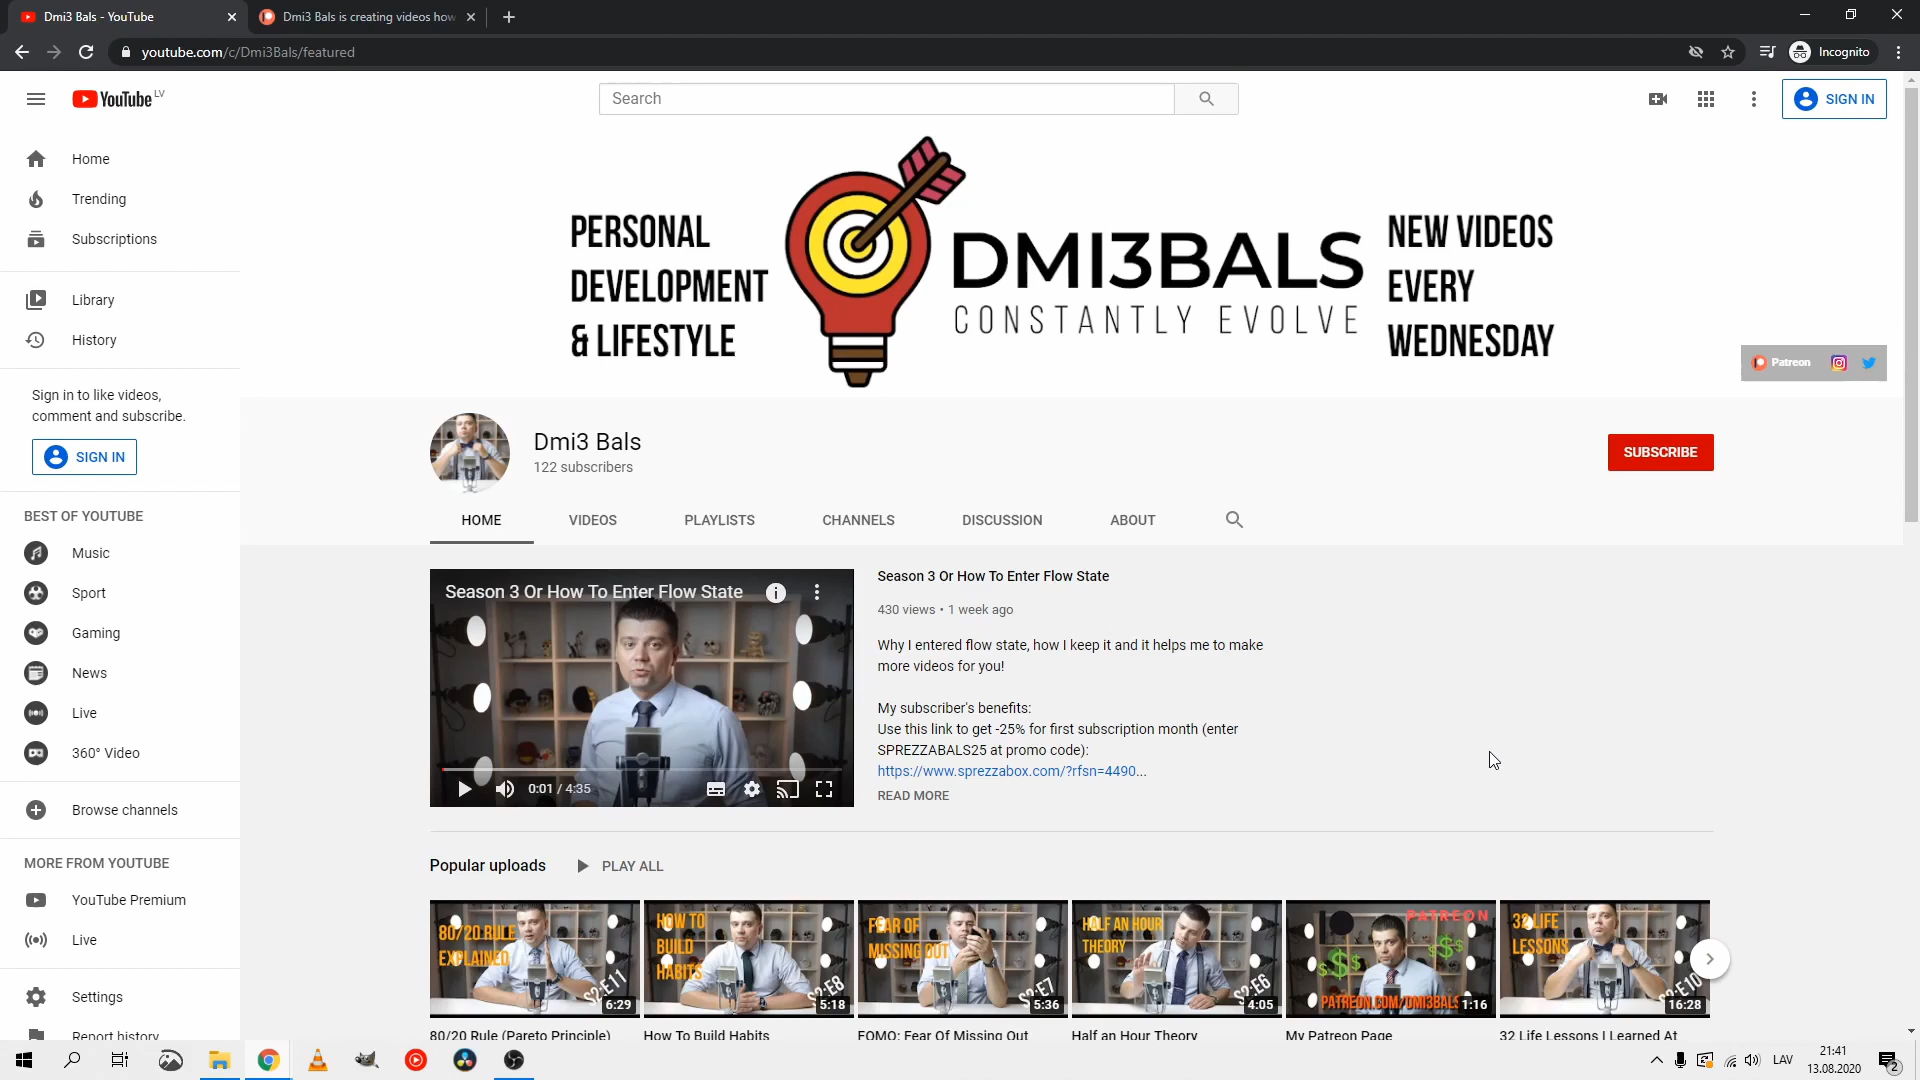 Dmi3 Bals - YouTube
Dmi3 Bals is creating videos how
youtube.com/c/Dmi3Bals/featured
Incognito
YouTube LV
Search
SIGN IN
Home
Trending
Subscriptions
Library
History
Sign in to like videos,
comment and subscribe.
SIGN IN
BEST OF YOUTUBE
Music
Sport
Gaming
News
Live
360° Video
Browse channels
MORE FROM YOUTUBE
YouTube Premium
Live
Settings
Report history
PERSONAL
DEVELOPMENT
& LIFESTYLE
DMI3BALS
CONSTANTLY EVOLVE
NEW VIDEOS
EVERY
WEDNESDAY
Patreon
Dmi3 Bals
122 subscribers
SUBSCRIBE
HOME
VIDEOS
PLAYLISTS
CHANNELS
DISCUSSION
ABOUT
Season 3 Or How To Enter Flow State
0:01 / 4:35
Season 3 Or How To Enter Flow State
430 views • 1 week ago
Why I entered flow state, how I keep it and it helps me to make
more videos for you!
My subscriber's benefits:
Use this link to get -25% for first subscription month (enter
SPREZZABALS25 at promo code):
https://www.sprezzabox.com/?rfsn=4490...
READ MORE
Popular uploads
PLAY ALL
80/20 RULE
EXPLAINED
S2:E11
6:29
80/20 Rule (Pareto Principle)
HOW TO
BUILD
HABITS
S2:E8
5:18
How To Build Habits
FEAR OF
MISSING OUT
S2:E7
5:36
FOMO: Fear Of Missing Out
HALF AN HOUR
THEORY
S2:E6
4:05
Half an Hour Theory
PATREON
$$$
$$$
PATREON.COM/DMI3BALS
1:16
My Patreon Page
32 LIFE
LESSONS
S2:E10
16:28
32 Life Lessons I Learned At
LAV
21:41
13.08.2020
2